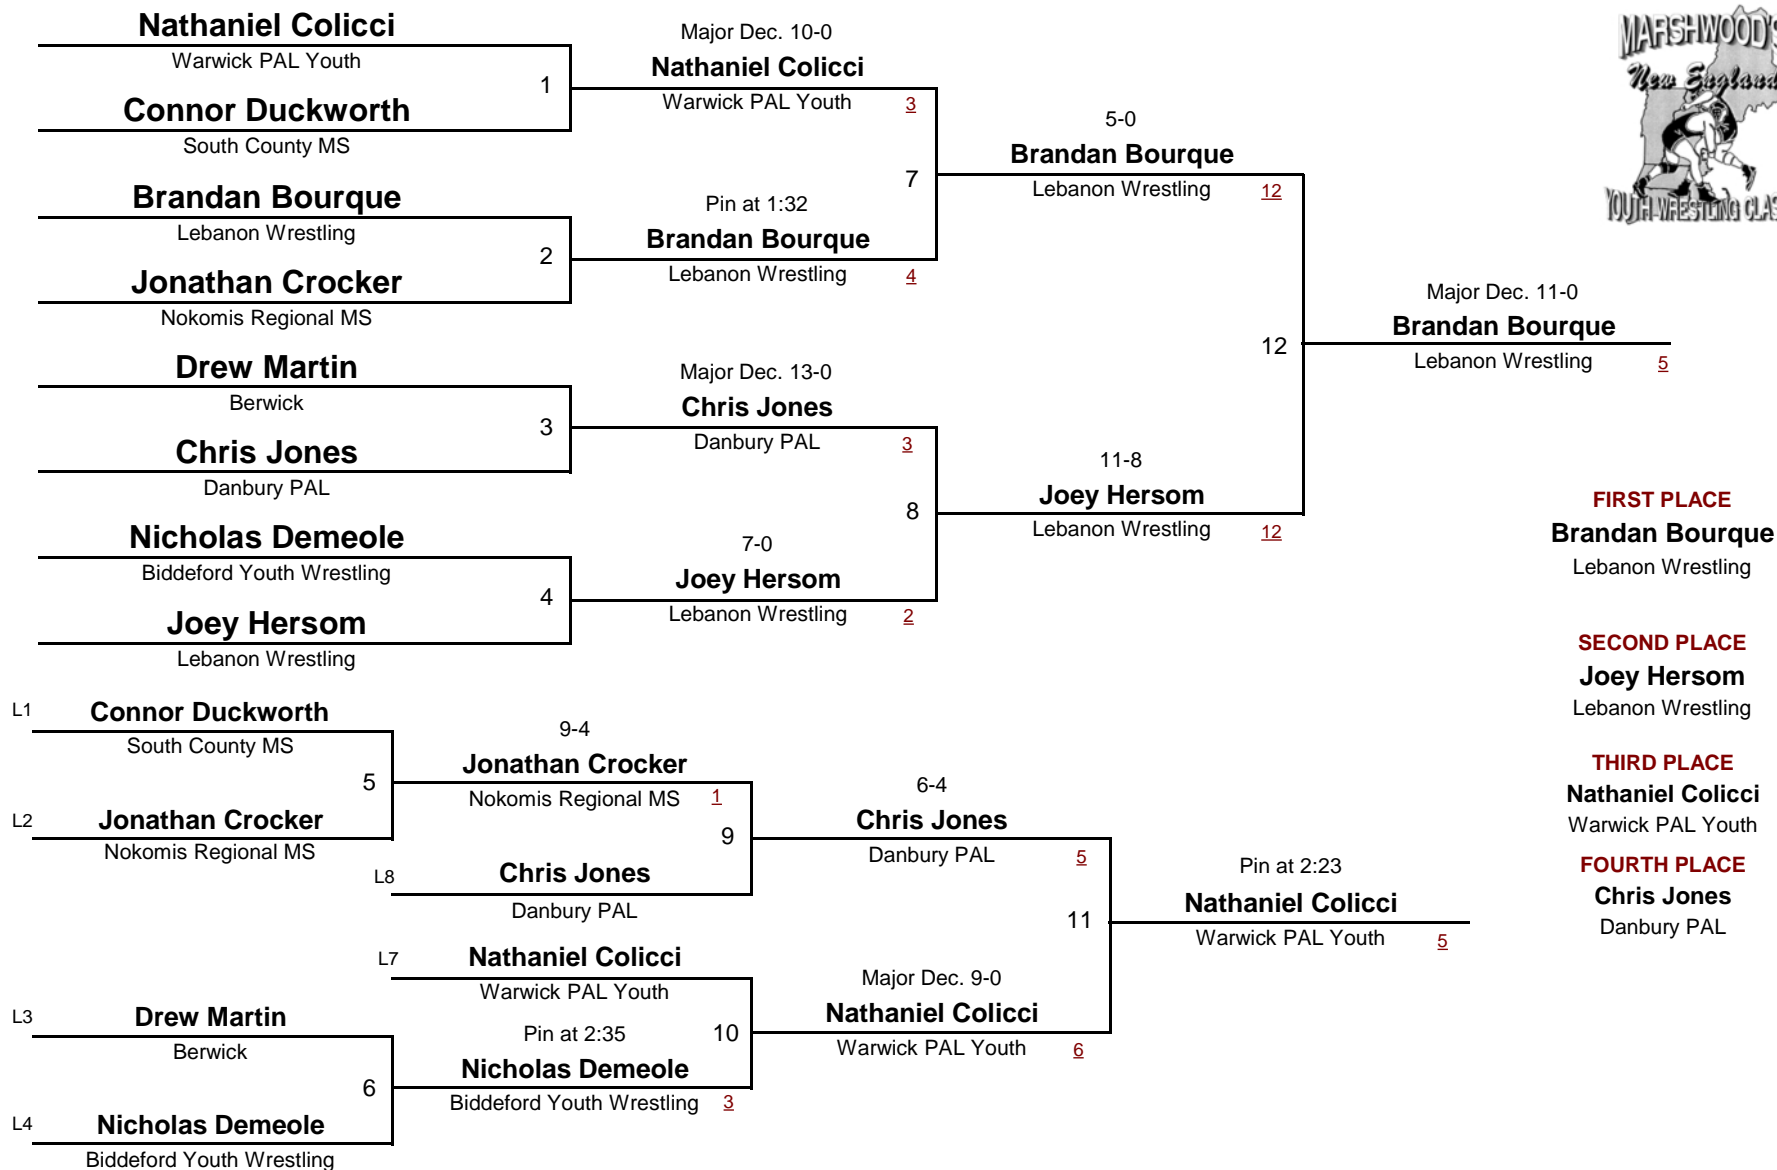 Nathaniel Colicci
Warwick PAL Youth
1
Connor Duckworth
South County MS
Brandan Bourque
Lebanon Wrestling
2
Jonathan Crocker
Nokomis Regional MS
Drew Martin
Berwick
3
Chris Jones
Danbury PAL
Nicholas Demeole
Biddeford Youth Wrestling
4
Joey Hersom
Lebanon Wrestling
Major Dec. 10-0
Nathaniel Colicci
Warwick PAL Youth 3
7
Pin at 1:32
Brandan Bourque
Lebanon Wrestling 4
Major Dec. 13-0
Chris Jones
Danbury PAL 3
8
7-0
Joey Hersom
Lebanon Wrestling 2
5-0
Brandan Bourque
Lebanon Wrestling 12
12
11-8
Joey Hersom
Lebanon Wrestling 12
Major Dec. 11-0
Brandan Bourque
Lebanon Wrestling 5
MARSHWOOD'S
New England
YOUTH WRESTLING
FIRST PLACE
Brandan Bourque
Lebanon Wrestling
SECOND PLACE
Joey Hersom
Lebanon Wrestling
THIRD PLACE
Nathaniel Colicci
Warwick PAL Youth
FOURTH PLACE
Chris Jones
Danbury PAL
L1 Connor Duckworth
South County MS
5
L2 Jonathan Crocker
Nokomis Regional MS
9-4
Jonathan Crocker
Nokomis Regional MS 1
9
L8 Chris Jones
Danbury PAL
L7 Nathaniel Colicci
Warwick PAL Youth
10
L3 Drew Martin
Berwick
6
L4 Nicholas Demeole
Biddeford Youth Wrestling
Pin at 2:35
Nicholas Demeole
Biddeford Youth Wrestling 3
6-4
Chris Jones
Danbury PAL 5
11
Major Dec. 9-0
Nathaniel Colicci
Warwick PAL Youth 6
Pin at 2:23
Nathaniel Colicci
Warwick PAL Youth 5